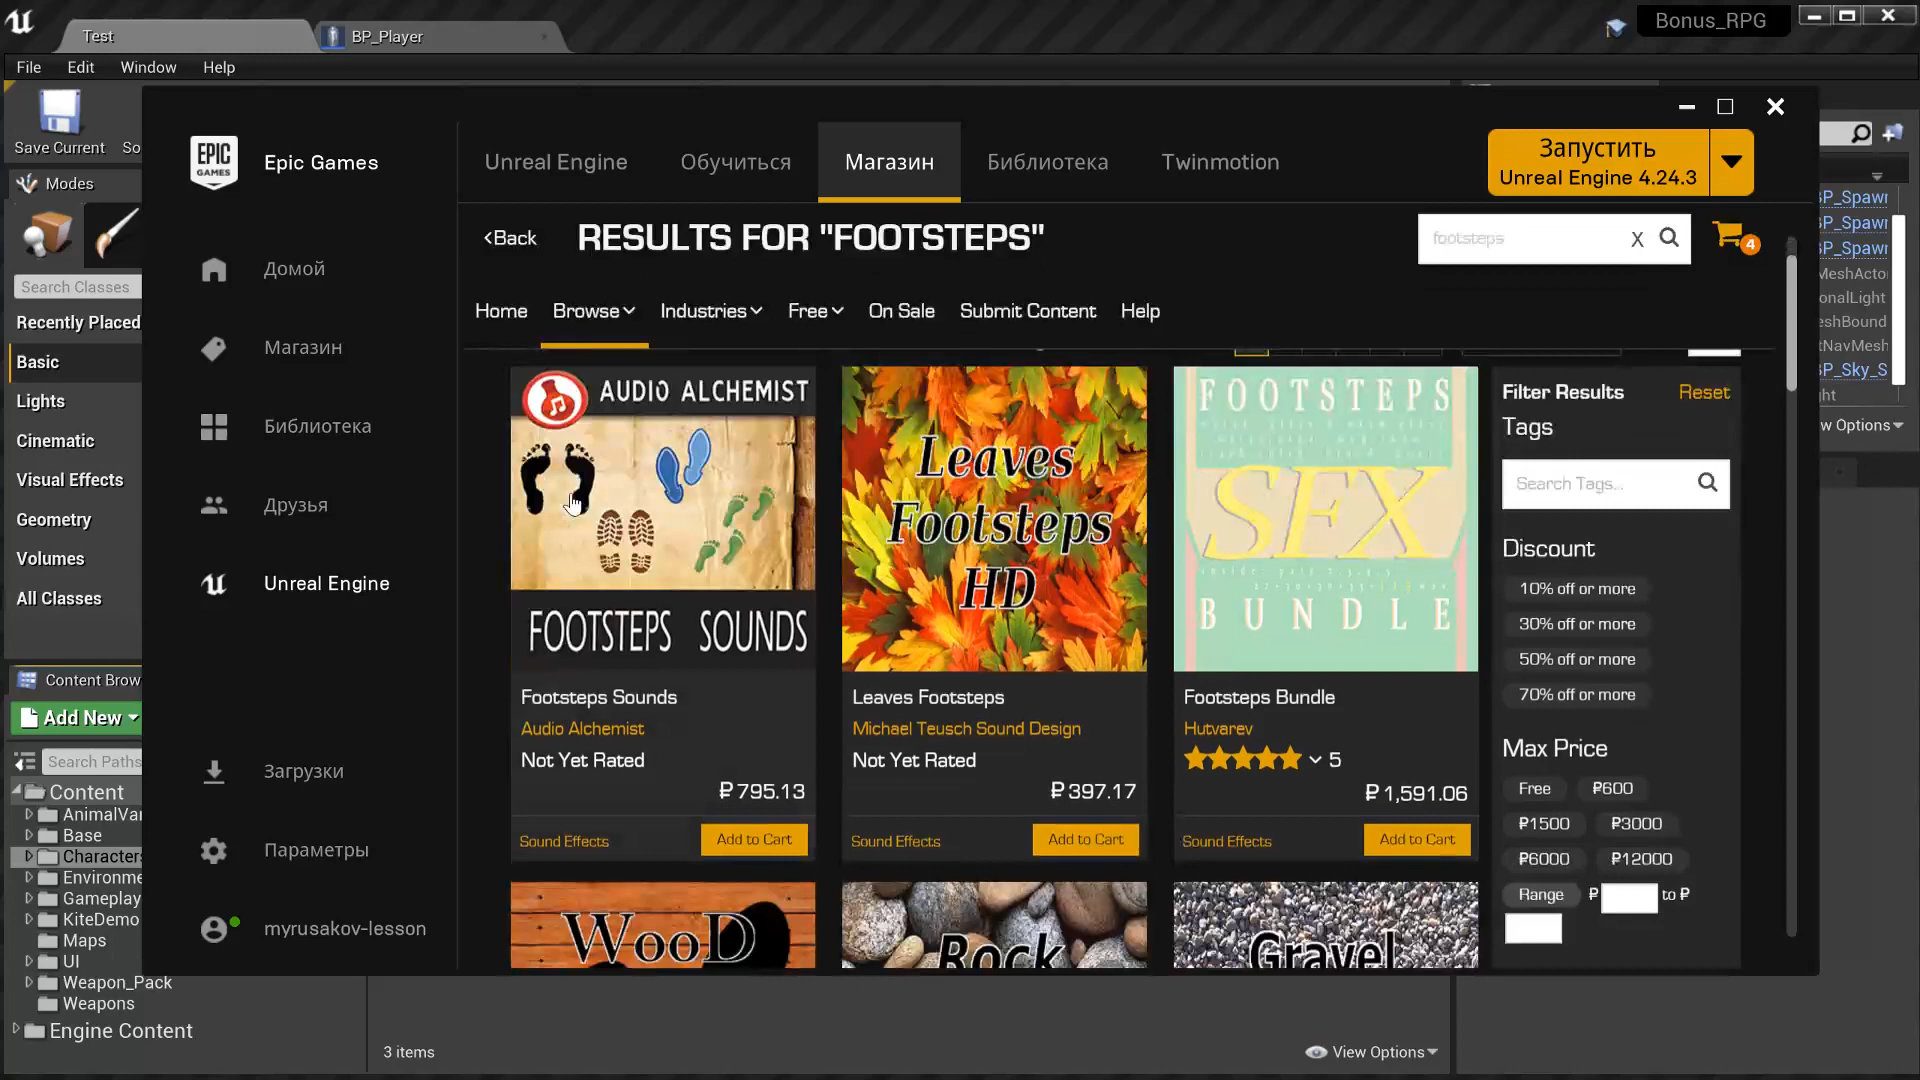 Test
BP_Player
Bonus_RPG
File Edit Window Help
Save Current So
Modes
Search Classes
Recently Placed
Basic
Lights
Cinematic
Visual Effects
Geometry
Volumes
All Classes
Content Brow
Add New
Search Paths
Content
AnimalVar
Base
Characters
Environme
Gameplay
KiteDemo
Maps
UI
Weapon_Pack
Weapons
Engine Content
3 items
View Options
EPIC
GAMES
Epic Games
Домой
Магазин
Библиотека
Друзья
Unreal Engine
Загрузки
Параметры
myrusakov-lesson
Unreal Engine Обучиться Магазин Библиотека Twinmotion
Запустить
Unreal Engine 4.24.3
<Back
RESULTS FOR "FOOTSTEPS"
footsteps X
4
Home Browse Industries Free On Sale Submit Content Help
AUDIO ALCHEMIST
FOOTSTEPS SOUNDS
Footsteps Sounds
Audio Alchemist
Not Yet Rated
₽795.13
Sound Effects Add to Cart
Leaves
Footsteps
HD
Leaves Footsteps
Michael Teusch Sound Design
Not Yet Rated
₽397.17
Sound Effects Add to Cart
FOOTSTEPS
SFX
BUNDLE
Footsteps Bundle
Hutvarev
5
₽1,591.06
Sound Effects Add to Cart
WooD
Rock
Gravel
Filter Results Reset
Tags
Search Tags...
Discount
10% off or more
30% off or more
50% off or more
70% off or more
Max Price
Free ₽600
₽1500 ₽3000
₽6000 ₽12000
Range ₽ to ₽
BP_Spawn
BP_Spawn
BP_Spawn
MeshActo
onalLight
eshBound
tNavMesh
BP_Sky_S
ght
w Options